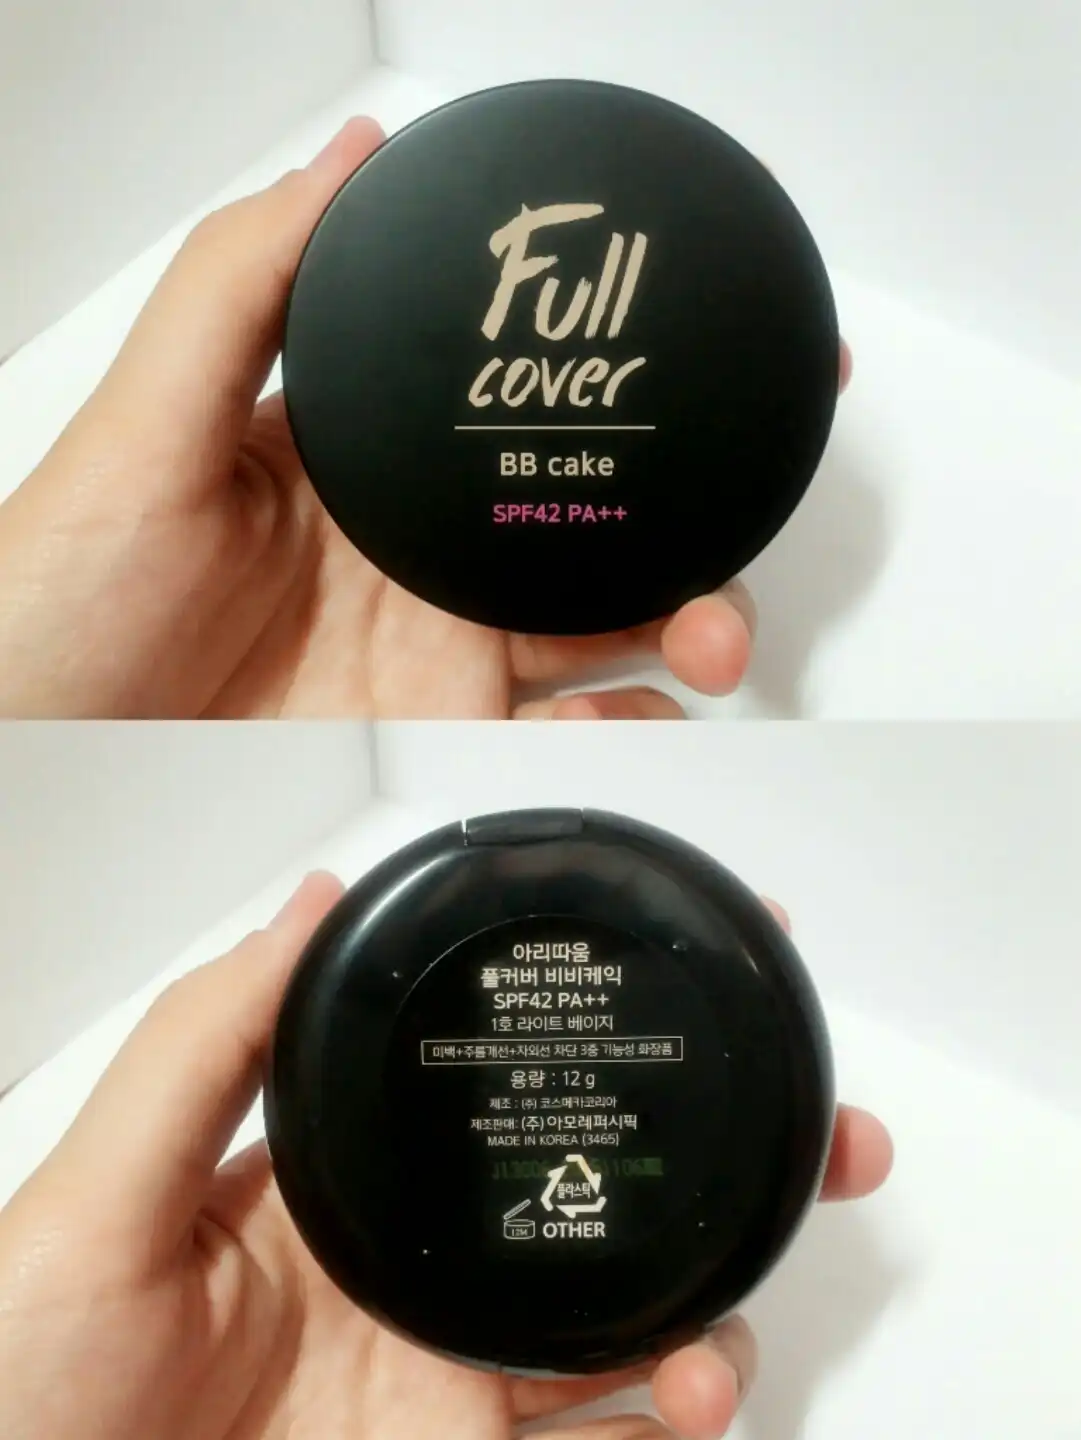 Full
cover
BB cake
SPF42 PA++
아리따움
풀커버 비비케익
SPF42 PA++
1호 라이트 베이지
미백+주름개선+자외선 차단 3중 기능성 화장품
용량 : 12 g
제조 : (주) 코스메카코리아
제조판매: (주) 아모레퍼시픽
MADE IN KOREA (3465)
플라스틱
12M
OTHER